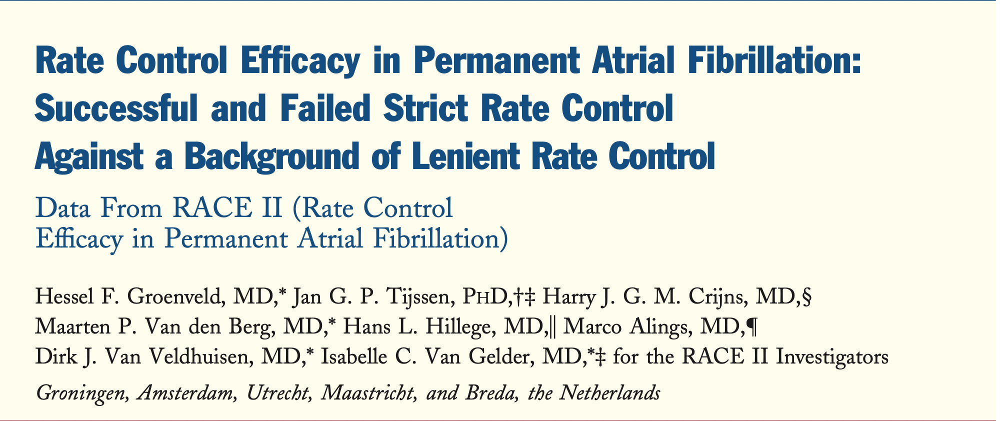 Rate Control Efficacy in Permanent Atrial Fibrillation:
Successful and Failed Strict Rate Control
Against a Background of Lenient Rate Control
Data From RACE II (Rate Control
Efficacy in Permanent Atrial Fibrillation)
Hessel F. Groenveld, MD,* Jan G. P. Tijssen, PHD,†‡ Harry J. G. M. Crijns, MD,§
Maarten P. Van den Berg, MD,* Hans L. Hillege, MD,‖ Marco Alings, MD,¶
Dirk J. Van Veldhuisen, MD,* Isabelle C. Van Gelder, MD,*‡ for the RACE II Investigators
Groningen, Amsterdam, Utrecht, Maastricht, and Breda, the Netherlands